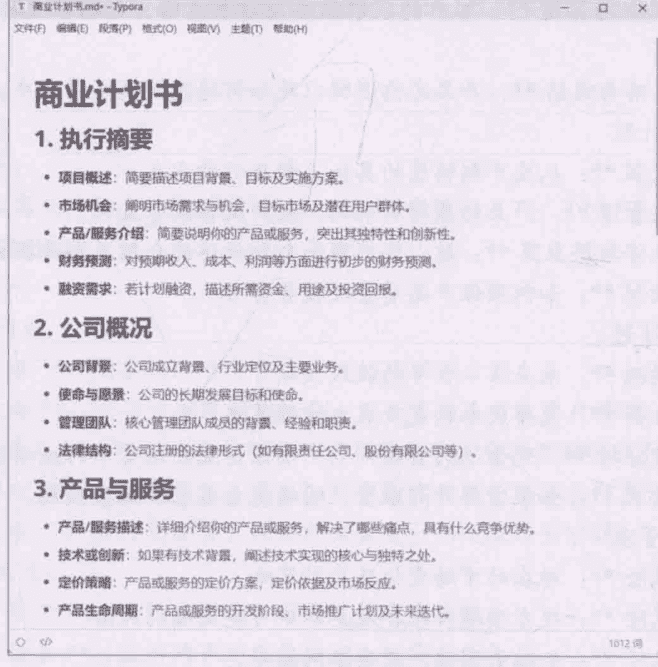 T 商业计划书.md• - Typora
文件(F) 编辑(E) 段落(P) 格式(O) 视图(V) 主题(T) 帮助(H)
商业计划书
1. 执行摘要
• 项目概述：简要描述项目背景、目标及实施方案。
• 市场机会：阐明市场需求与机会，目标市场及潜在用户群体。
• 产品/服务介绍：简要说明你的产品或服务，突出其独特性和创新性。
• 财务预测：对预期收入、成本、利润等方面进行初步的财务预测。
• 融资需求：若计划融资，描述所需资金、用途及投资回报。
2. 公司概况
• 公司背景：公司成立背景、行业定位及主要业务。
• 使命与愿景：公司的长期发展目标和使命。
• 管理团队：核心管理团队成员的背景、经验和职责。
• 法律结构：公司注册的法律形式（如有限责任公司、股份有限公司等）。
3. 产品与服务
• 产品/服务描述：详细介绍你的产品或服务，解决了哪些痛点，具有什么竞争优势。
• 技术或创新：如果有技术背景，阐述技术实现的核心与独特之处。
• 定价策略：产品或服务的定价方案，定价依据及市场反应。
• 产品生命周期：产品或服务的开发阶段、市场推广计划及未来迭代。
</> 1012 词